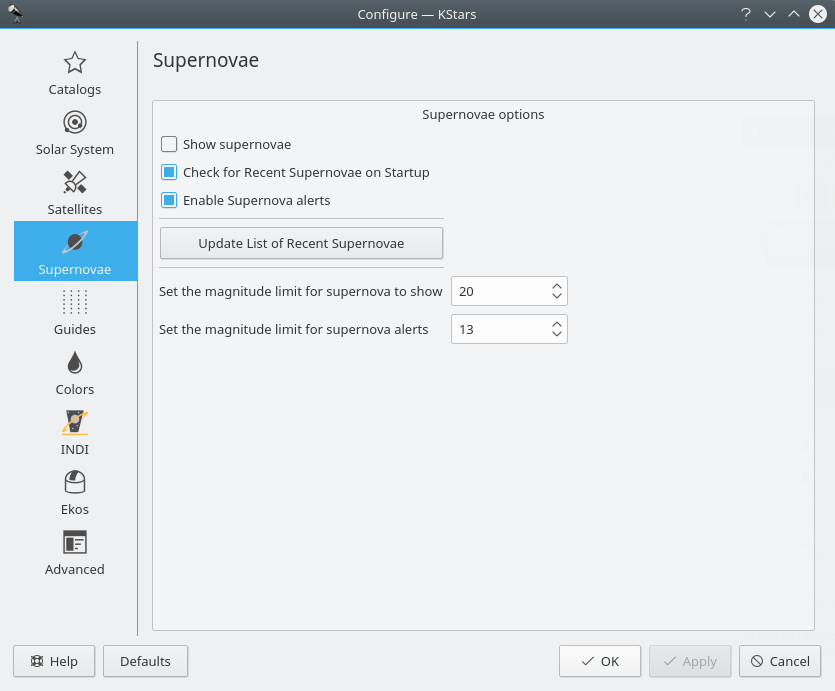 Configure — KStars
Catalogs
Solar System
Satellites
Supernovae
Guides
Colors
INDI
Ekos
Advanced
Supernovae
Supernovae options
Show supernovae
Check for Recent Supernovae on Startup
Enable Supernova alerts
Update List of Recent Supernovae
Set the magnitude limit for supernova to show 20
Set the magnitude limit for supernova alerts 13
Help Defaults OK Apply Cancel